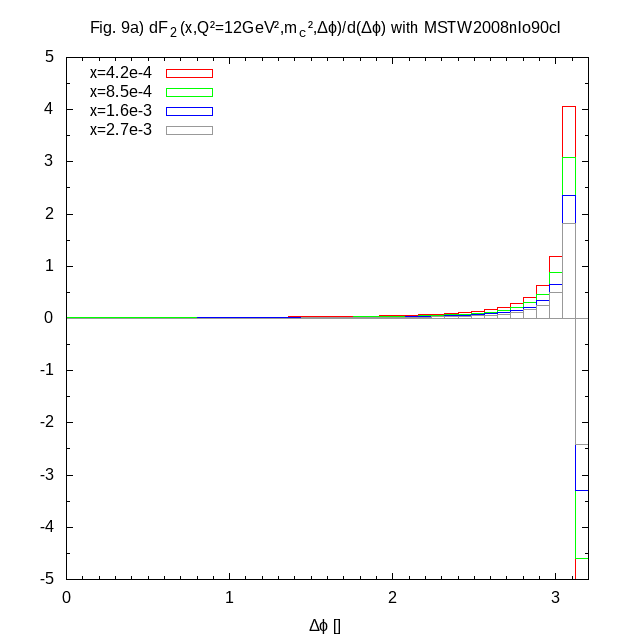 Fig. 9a) dF₂(x,Q²=12GeV²,m_c²,Δϕ)/d(Δϕ) with MSTW2008nlo90cl
x=4.2e-4
x=8.5e-4
x=1.6e-3
x=2.7e-3
5
4
3
2
1
0
-1
-2
-3
-4
-5
0 1 2 3
Δϕ []